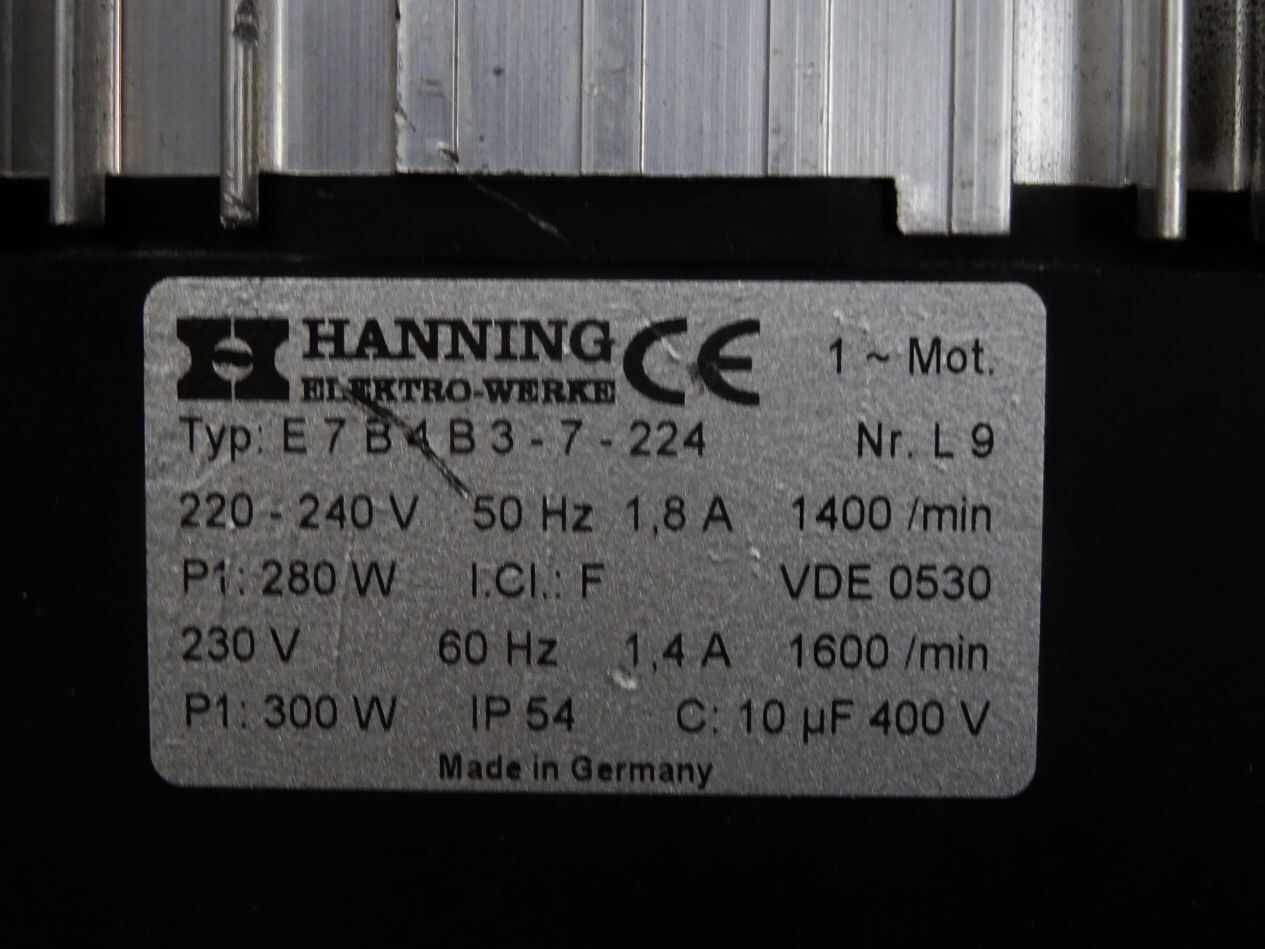 HANNING CE 1 ~ Mot.
ELEKTRO-WERKE
Typ: E 7 B 4 B 3 - 7 - 224 Nr. L 9
220 - 240 V 50 Hz 1,8 A 1400 /min
P1: 280 W I.Cl.: F VDE 0530
230 V 60 Hz 1,4 A 1600 /min
P1: 300 W IP 54 C: 10 µF 400 V
Made in Germany